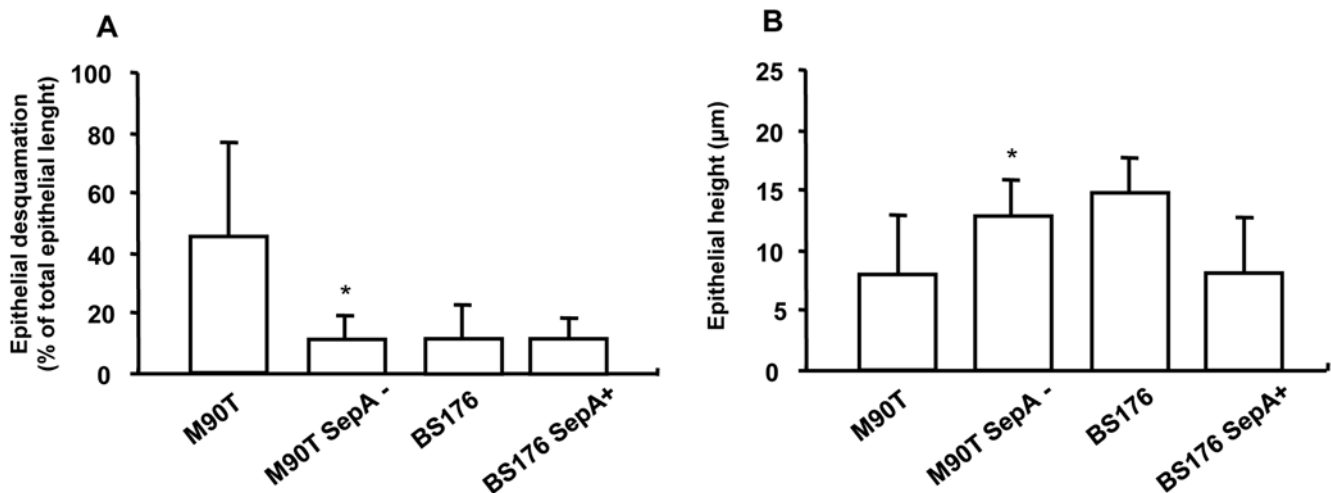 A
Epithelial desquamation
(% of total epithelial lenght)
100
80
60
40
20
0
*
M90T
M90T SepA -
BS176
BS176 SepA+
B
Epithelial height (µm)
25
20
15
10
5
0
*
M90T
M90T SepA -
BS176
BS176 SepA+